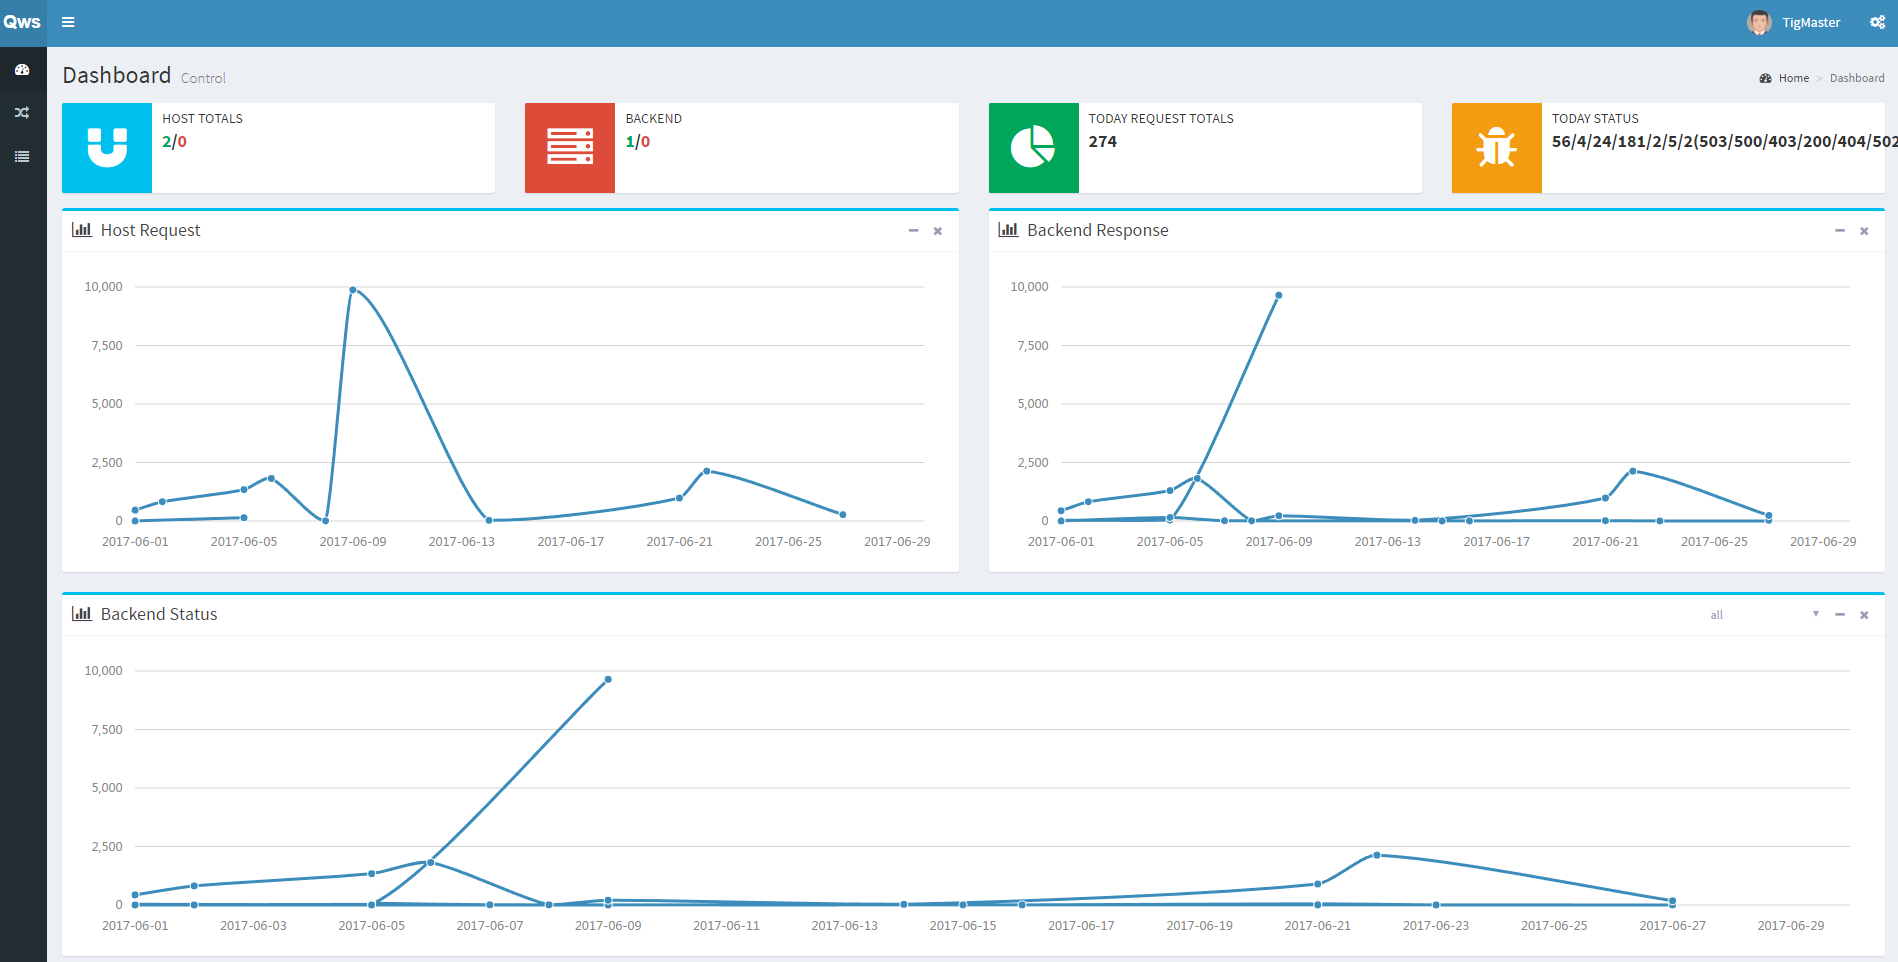 Qws
TigMaster
Dashboard Control
Home > Dashboard
HOST TOTALS
2/0
BACKEND
1/0
TODAY REQUEST TOTALS
274
TODAY STATUS
56/4/24/181/2/5/2(503/500/403/200/404/502
Host Request
10,000
7,500
5,000
2,500
0
2017-06-01 2017-06-05 2017-06-09 2017-06-13 2017-06-17 2017-06-21 2017-06-25 2017-06-29
Backend Response
10,000
7,500
5,000
2,500
0
2017-06-01 2017-06-05 2017-06-09 2017-06-13 2017-06-17 2017-06-21 2017-06-25 2017-06-29
Backend Status
all
10,000
7,500
5,000
2,500
0
2017-06-01 2017-06-03 2017-06-05 2017-06-07 2017-06-09 2017-06-11 2017-06-13 2017-06-15 2017-06-17 2017-06-19 2017-06-21 2017-06-23 2017-06-25 2017-06-27 2017-06-29